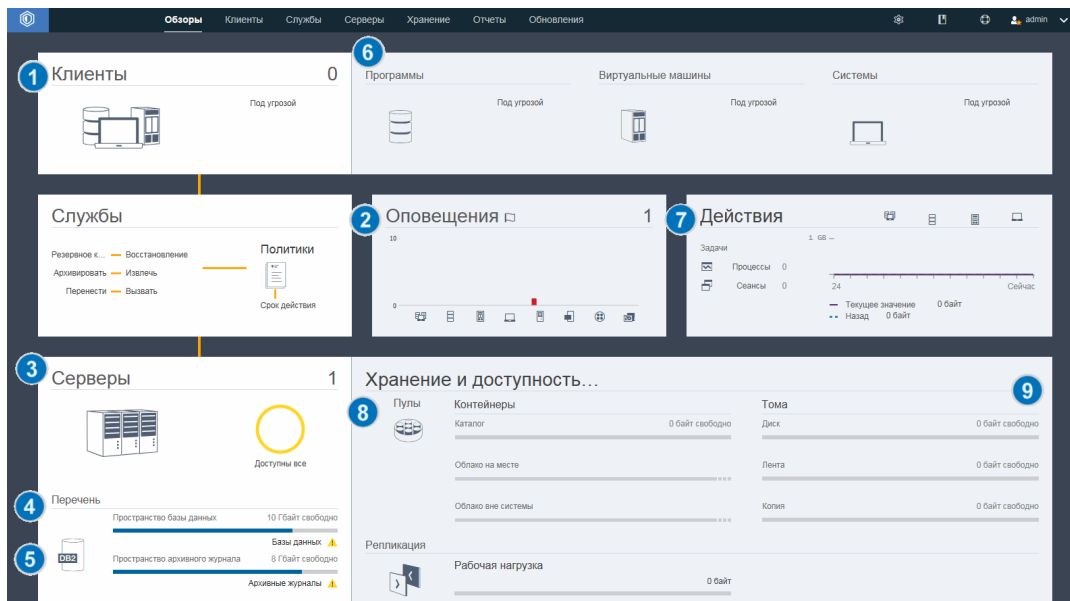 Обзоры Клиенты Службы Серверы Хранение Отчеты Обновления admin
1 Клиенты 0
Под угрозой
6
Программы Виртуальные машины Системы
Под угрозой Под угрозой Под угрозой
Службы
Резервное к... Восстановление
Архивировать Извлечь
Перенести Вызвать
Политики
Срок действия
2 Оповещения 1
10
0
7 Действия
Задачи
Процессы 0
Сеансы 0
1 GB
24 Сейчас
Текущее значение 0 байт
Назад 0 байт
3 Серверы 1
Доступны все
4 Перечень
Пространство базы данных 10 Гбайт свободно
Базы данных
5 DB2
Пространство архивного журнала 8 Гбайт свободно
Архивные журналы
Хранение и доступность...
8 Пулы
Контейнеры
Каталог 0 байт свободно
Облако на месте
Облако вне системы
9
Тома
Диск 0 байт свободно
Лента 0 байт свободно
Копия 0 байт свободно
Репликация
Рабочая нагрузка
0 байт